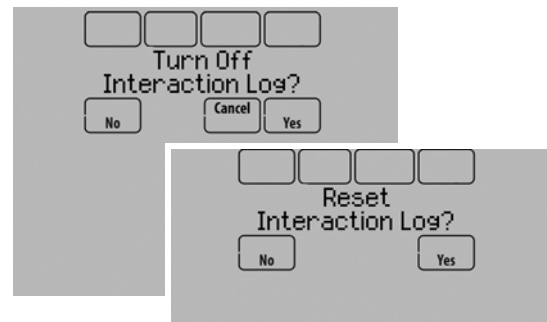 Turn Off
Interaction Log?
No Cancel Yes
Reset
Interaction Log?
No Yes